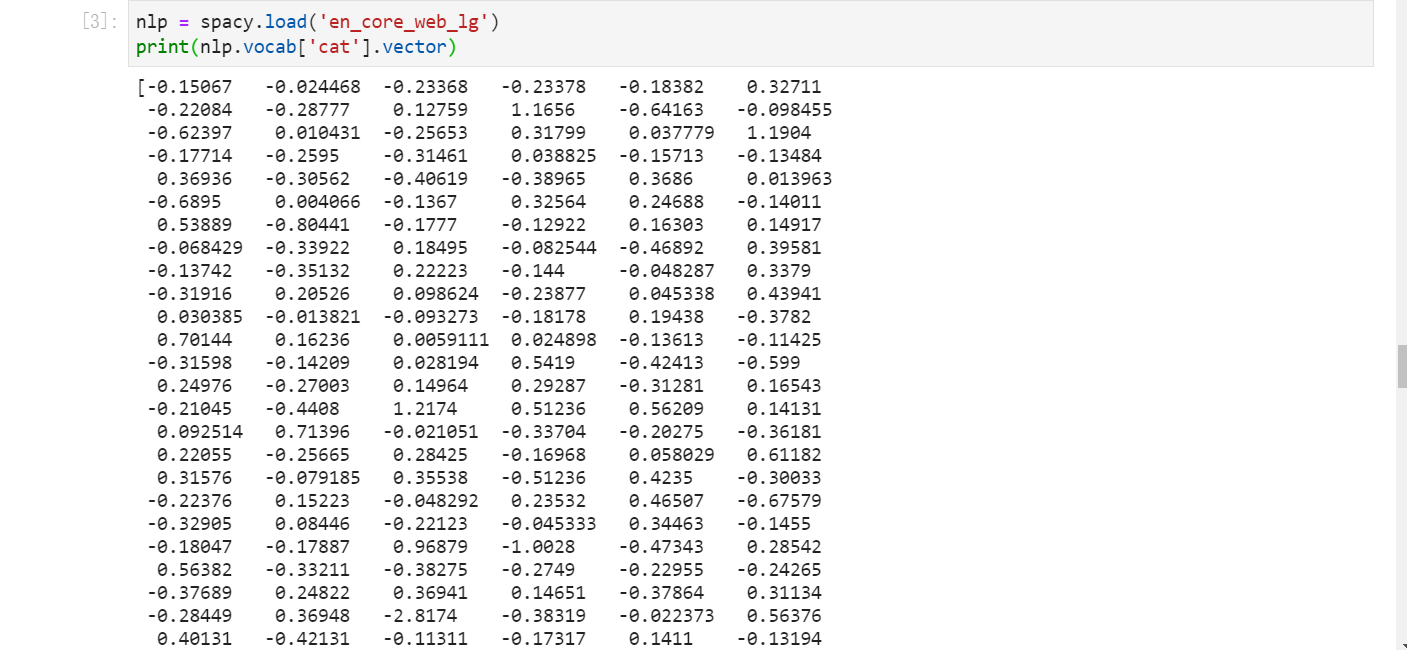 [3]: nlp = spacy.load('en_core_web_lg')
print(nlp.vocab['cat'].vector)
[-0.15067 -0.024468 -0.23368 -0.23378 -0.18382 0.32711
-0.22084 -0.28777 0.12759 1.1656 -0.64163 -0.098455
-0.62397 0.010431 -0.25653 0.31799 0.037779 1.1904
-0.17714 -0.2595 -0.31461 0.038825 -0.15713 -0.13484
0.36936 -0.30562 -0.40619 -0.38965 0.3686 0.013963
-0.6895 0.004066 -0.1367 0.32564 0.24688 -0.14011
0.53889 -0.80441 -0.1777 -0.12922 0.16303 0.14917
-0.068429 -0.33922 0.18495 -0.082544 -0.46892 0.39581
-0.13742 -0.35132 0.22223 -0.144 -0.048287 0.3379
-0.31916 0.20526 0.098624 -0.23877 0.045338 0.43941
0.030385 -0.013821 -0.093273 -0.18178 0.19438 -0.3782
0.70144 0.16236 0.0059111 0.024898 -0.13613 -0.11425
-0.31598 -0.14209 0.028194 0.5419 -0.42413 -0.599
0.24976 -0.27003 0.14964 0.29287 -0.31281 0.16543
-0.21045 -0.4408 1.2174 0.51236 0.56209 0.14131
0.092514 0.71396 -0.021051 -0.33704 -0.20275 -0.36181
0.22055 -0.25665 0.28425 -0.16968 0.058029 0.61182
0.31576 -0.079185 0.35538 -0.51236 0.4235 -0.30033
-0.22376 0.15223 -0.048292 0.23532 0.46507 -0.67579
-0.32905 0.08446 -0.22123 -0.045333 0.34463 -0.1455
-0.18047 -0.17887 0.96879 -1.0028 -0.47343 0.28542
0.56382 -0.33211 -0.38275 -0.2749 -0.22955 -0.24265
-0.37689 0.24822 0.36941 0.14651 -0.37864 0.31134
-0.28449 0.36948 -2.8174 -0.38319 -0.022373 0.56376
0.40131 -0.42131 -0.11311 -0.17317 0.1411 -0.13194